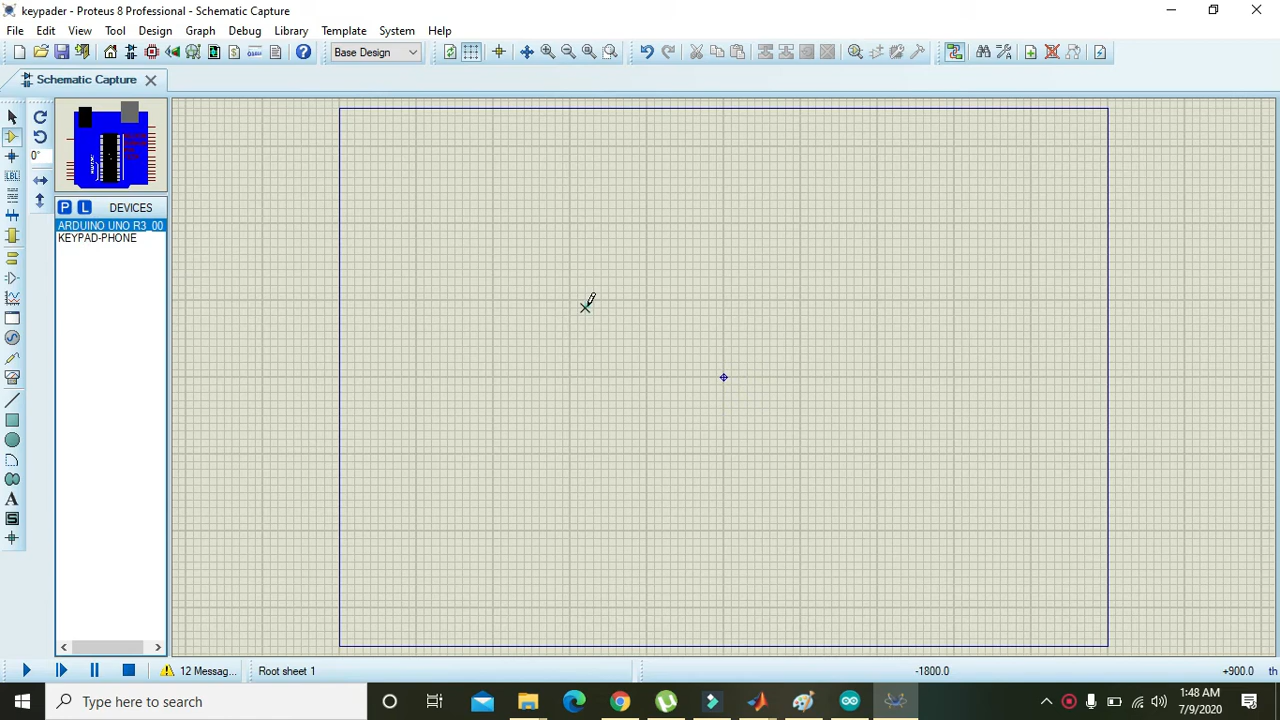 keypader - Proteus 8 Professional - Schematic Capture
File Edit View Tool Design Graph Debug Library Template System Help
Base Design
Schematic Capture
LBL
0°
P L DEVICES
ARDUINO UNO R3_00
KEYPAD-PHONE
A
S
12 Messag... Root sheet 1 -1800.0 +900.0 th
Type here to search
1:48 AM
7/9/2020